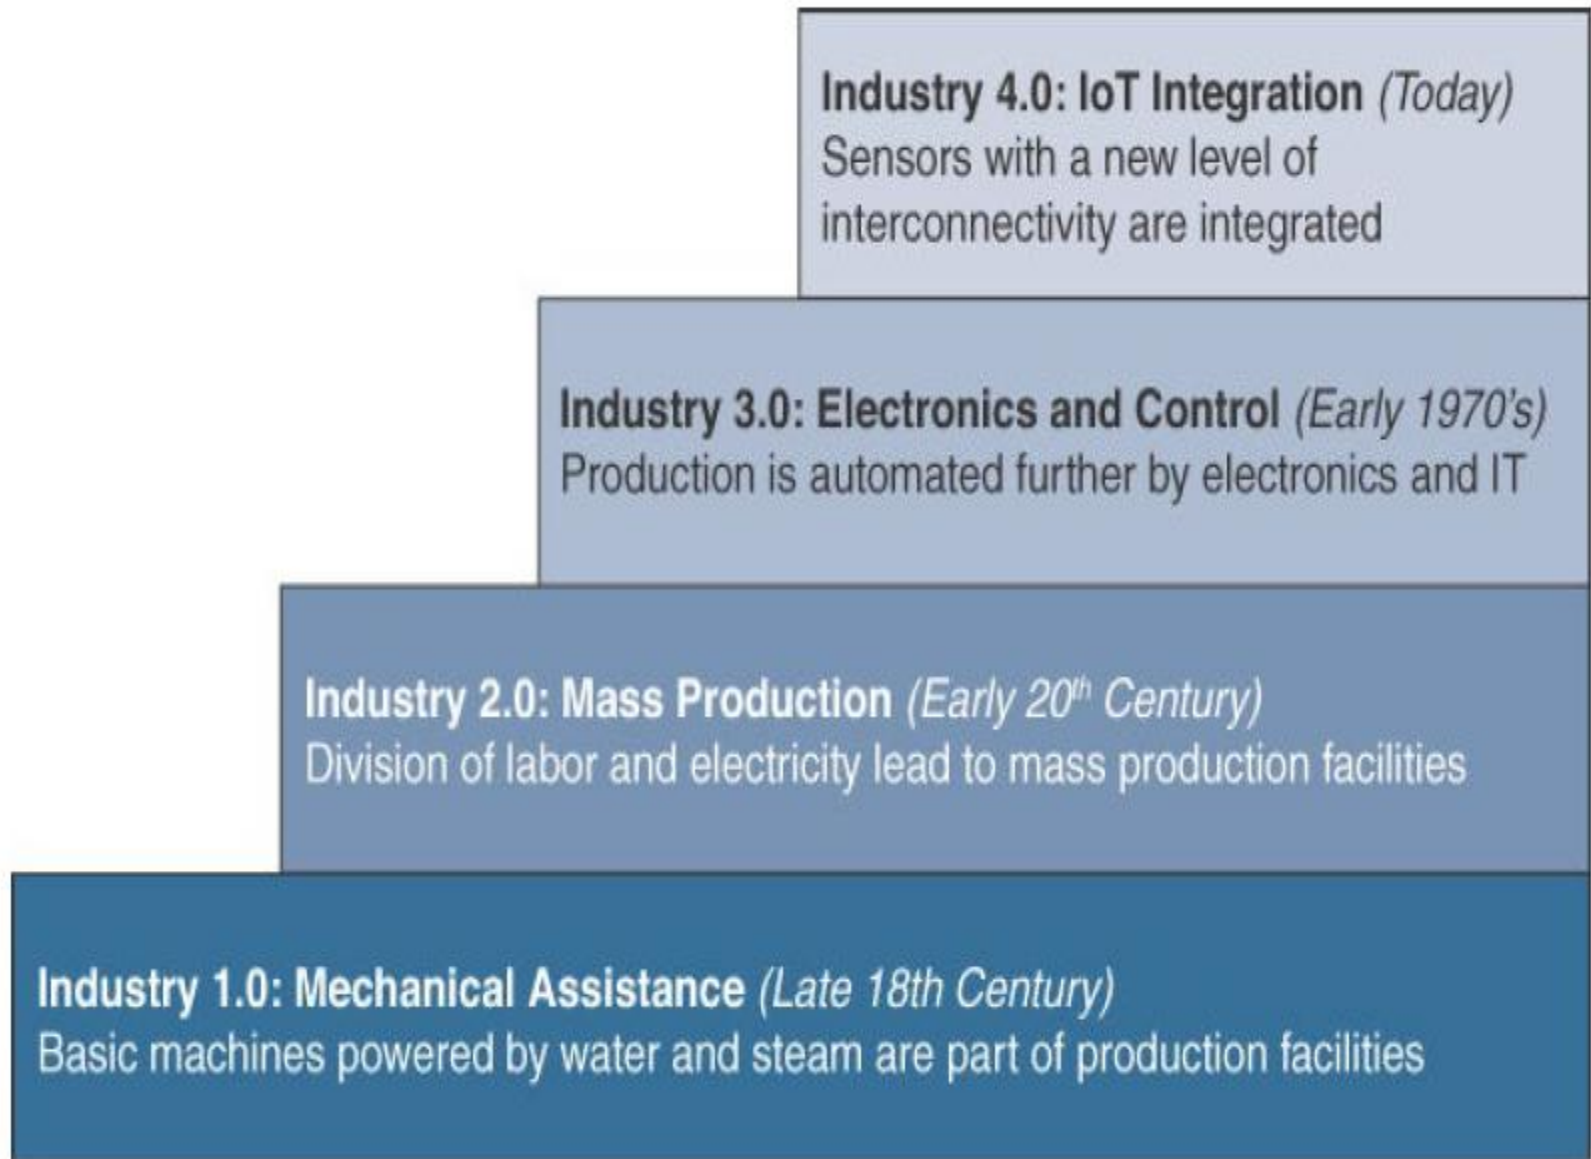 Industry 4.0: IoT Integration (Today)
Sensors with a new level of
interconnectivity are integrated
Industry 3.0: Electronics and Control (Early 1970's)
Production is automated further by electronics and IT
Industry 2.0: Mass Production (Early 20th Century)
Division of labor and electricity lead to mass production facilities
Industry 1.0: Mechanical Assistance (Late 18th Century)
Basic machines powered by water and steam are part of production facilities